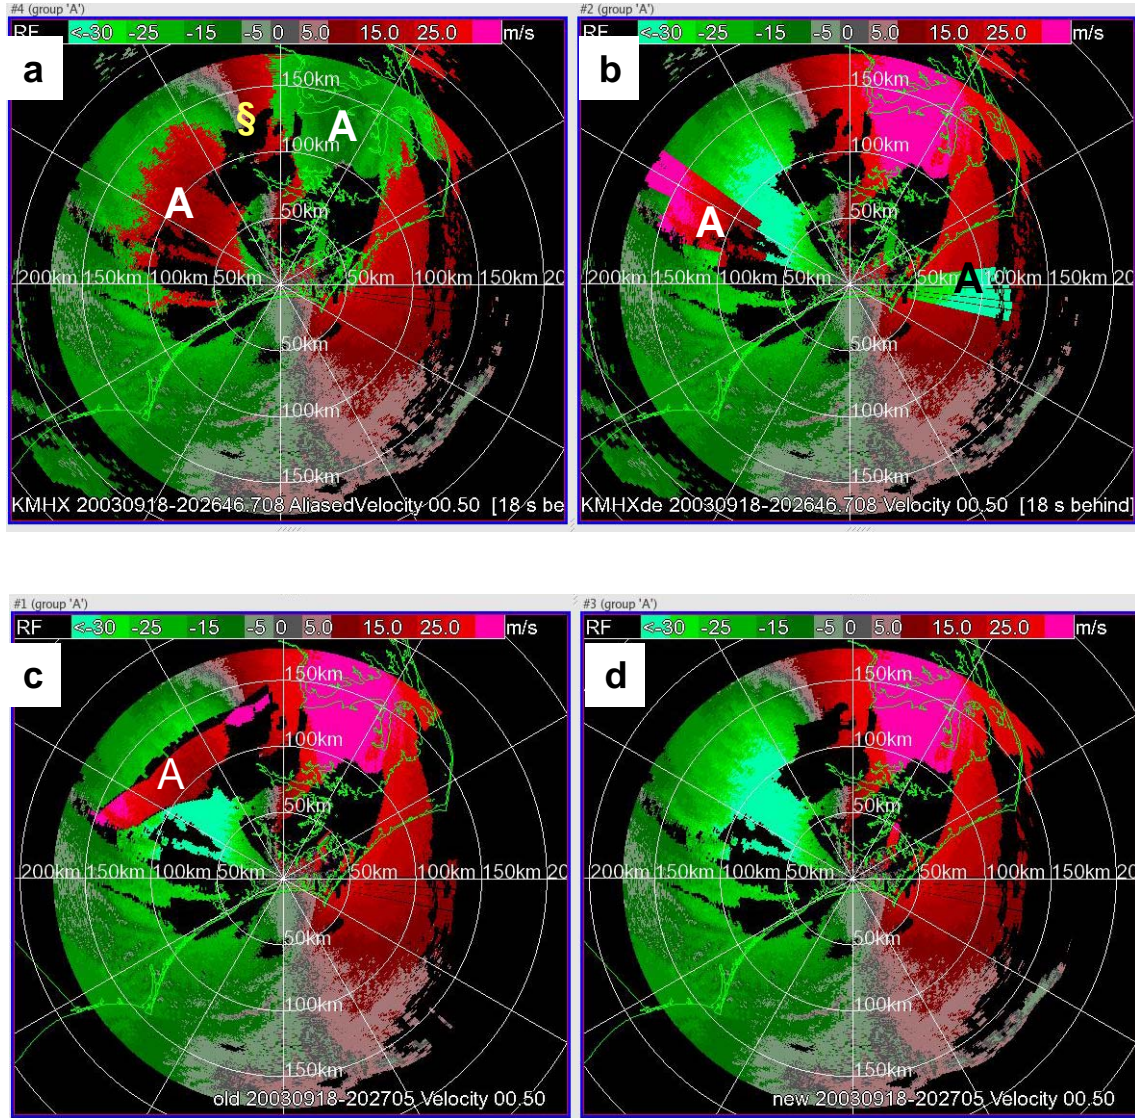 #4 (group 'A')
RF <-30 -25 -15 -5 0 5.0 15.0 25.0 m/s
a
§
A
A
150km
100km
50km
200km 150km 100km 50km 50km 100km 150km 20
50km
100km
150km
KMHX 20030918-202646.708 AliasedVelocity 00.50 [18 s be
#2 (group 'A')
RF <-30 -25 -15 -5 0 5.0 15.0 25.0 m/s
b
A
A
150km
100km
50km
200km 150km 100km 50km 50km 100km 150km 20
50km
100km
150km
KMHXde 20030918-202646.708 Velocity 00.50 [18 s behind]
#1 (group 'A')
RF <-30 -25 -15 -5 0 5.0 15.0 25.0 m/s
c
A
150km
100km
50km
200km 150km 100km 50km 50km 100km 150km 20
50km
100km
150km
old 20030918-202705 Velocity 00.50
#3 (group 'A')
RF <-30 -25 -15 -5 0 5.0 15.0 25.0 m/s
d
150km
100km
50km
200km 150km 100km 50km 50km 100km 150km 20
50km
100km
150km
new 20030918-202705 Velocity 00.50